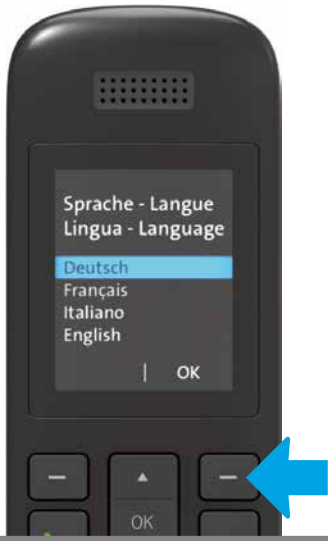 Sprache - Langue
Lingua - Language
Deutsch
Français
Italiano
English
| OK
OK